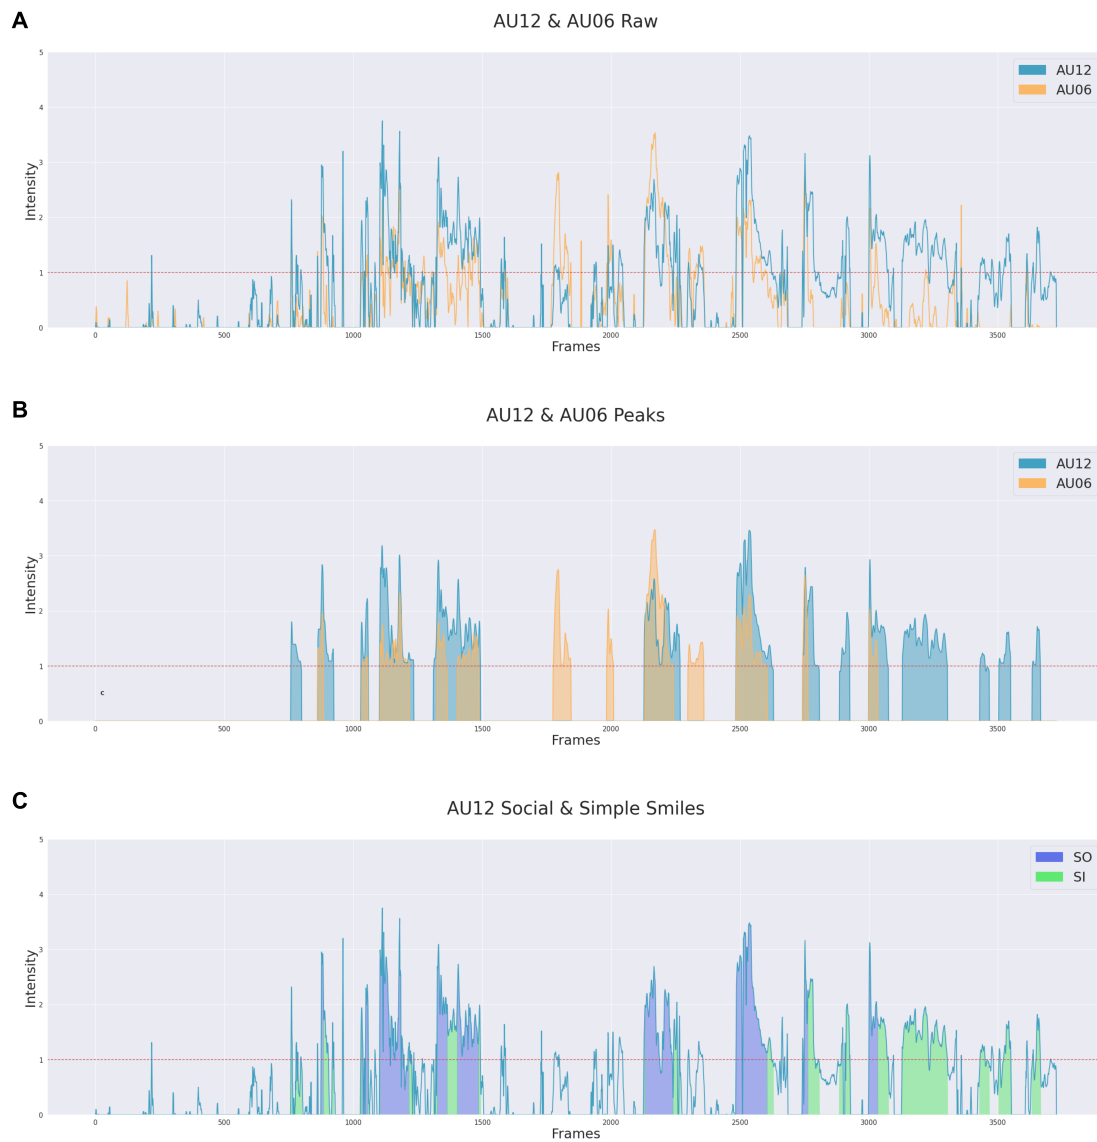 A
AU12 & AU06 Raw
5
4
3
2
1
0
Intensity
AU12
AU06
0 500 1000 1500 2000 2500 3000 3500
Frames
B
AU12 & AU06 Peaks
5
4
3
2
1
0
Intensity
AU12
AU06
c
0 500 1000 1500 2000 2500 3000 3500
Frames
C
AU12 Social & Simple Smiles
5
4
3
2
1
0
Intensity
SO
SI
0 500 1000 1500 2000 2500 3000 3500
Frames